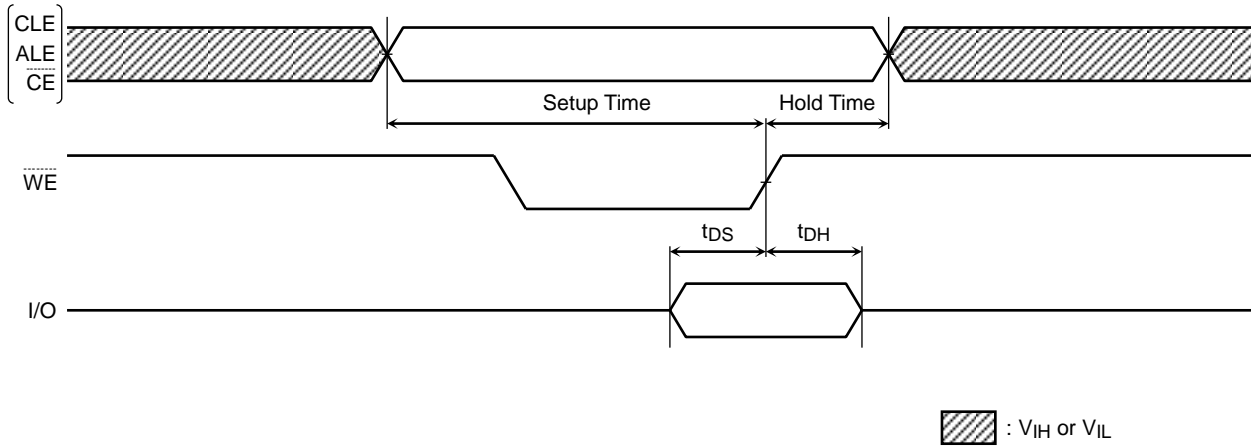 CLE
ALE
CE
Setup Time
Hold Time
WE
tDS
tDH
I/O
: VIH or VIL